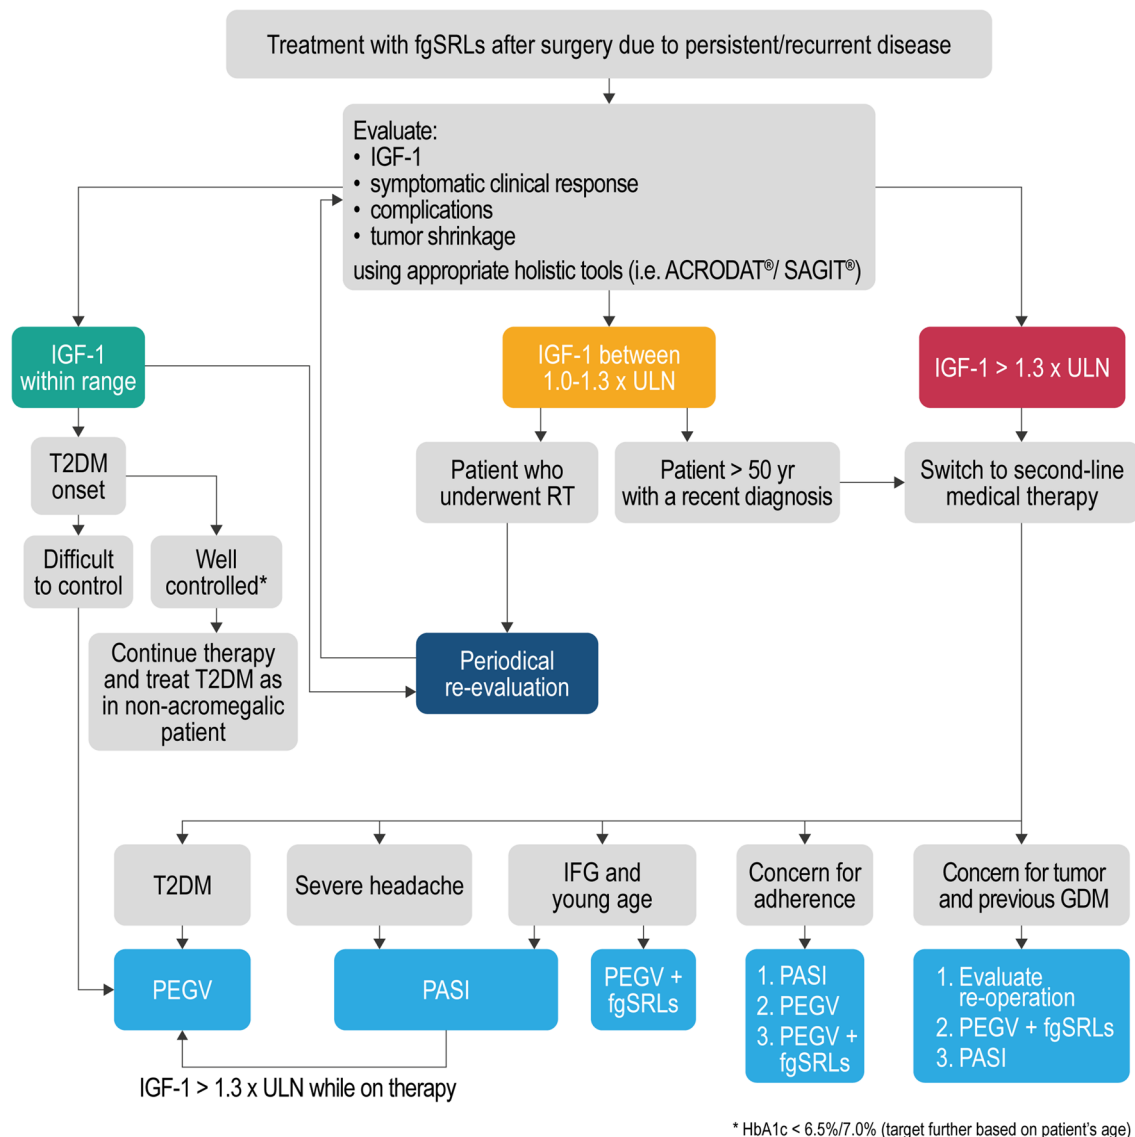 Treatment with fgSRLs after surgery due to persistent/recurrent disease
Evaluate:
• IGF-1
• symptomatic clinical response
• complications
• tumor shrinkage
using appropriate holistic tools (i.e. ACRODAT®/ SAGIT®)
IGF-1
within range
IGF-1 between
1.0-1.3 x ULN
IGF-1 > 1.3 x ULN
T2DM
onset
Patient who
underwent RT
Patient > 50 yr
with a recent diagnosis
Switch to second-line
medical therapy
Difficult
to control
Well
controlled*
Continue therapy
and treat T2DM as
in non-acromegalic
patient
Periodical
re-evaluation
T2DM
Severe headache
IFG and
young age
Concern for
adherence
Concern for tumor
and previous GDM
PEGV
PASI
PEGV +
fgSRLs
1. PASI
2. PEGV
3. PEGV +
fgSRLs
1. Evaluate
re-operation
2. PEGV + fgSRLs
3. PASI
IGF-1 > 1.3 x ULN while on therapy
* HbA1c < 6.5%/7.0% (target further based on patient's age)